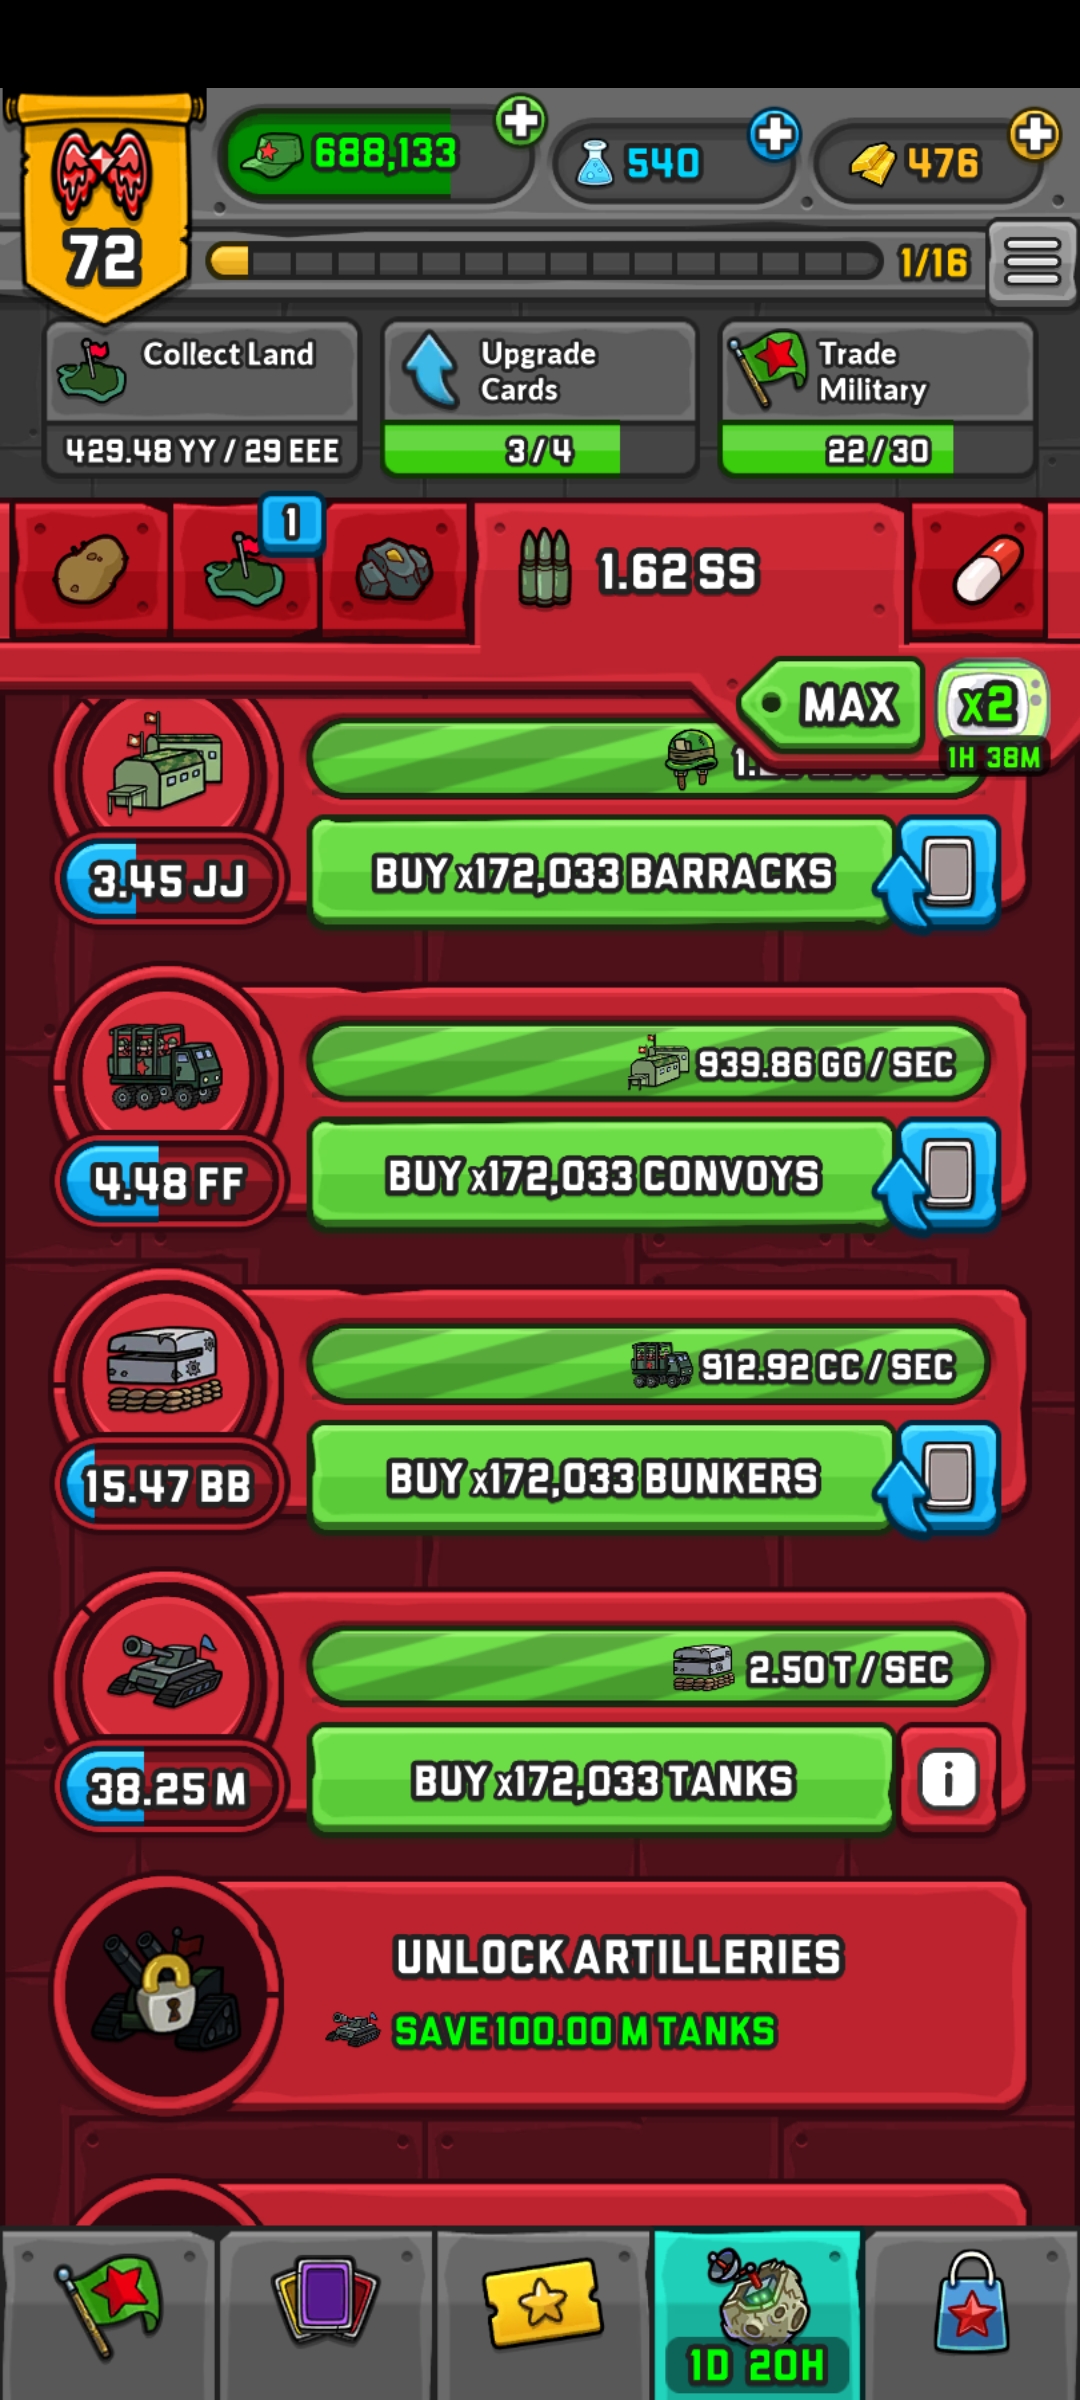 72
688,133
540
476
1/16
Collect Land
429.48 YY / 29 EEE
Upgrade
Cards
3/4
Trade
Military
22/30
1
1.62 SS
MAX
x2
1H 38M
3.45 JJ
BUY x172,033 BARRACKS
939.86 GG / SEC
4.48 FF
BUY x172,033 CONVOYS
912.92 CC / SEC
15.47 BB
BUY x172,033 BUNKERS
2.50 T / SEC
38.25 M
BUY x172,033 TANKS
i
UNLOCK ARTILLERIES
SAVE 100.00 M TANKS
1D 20H